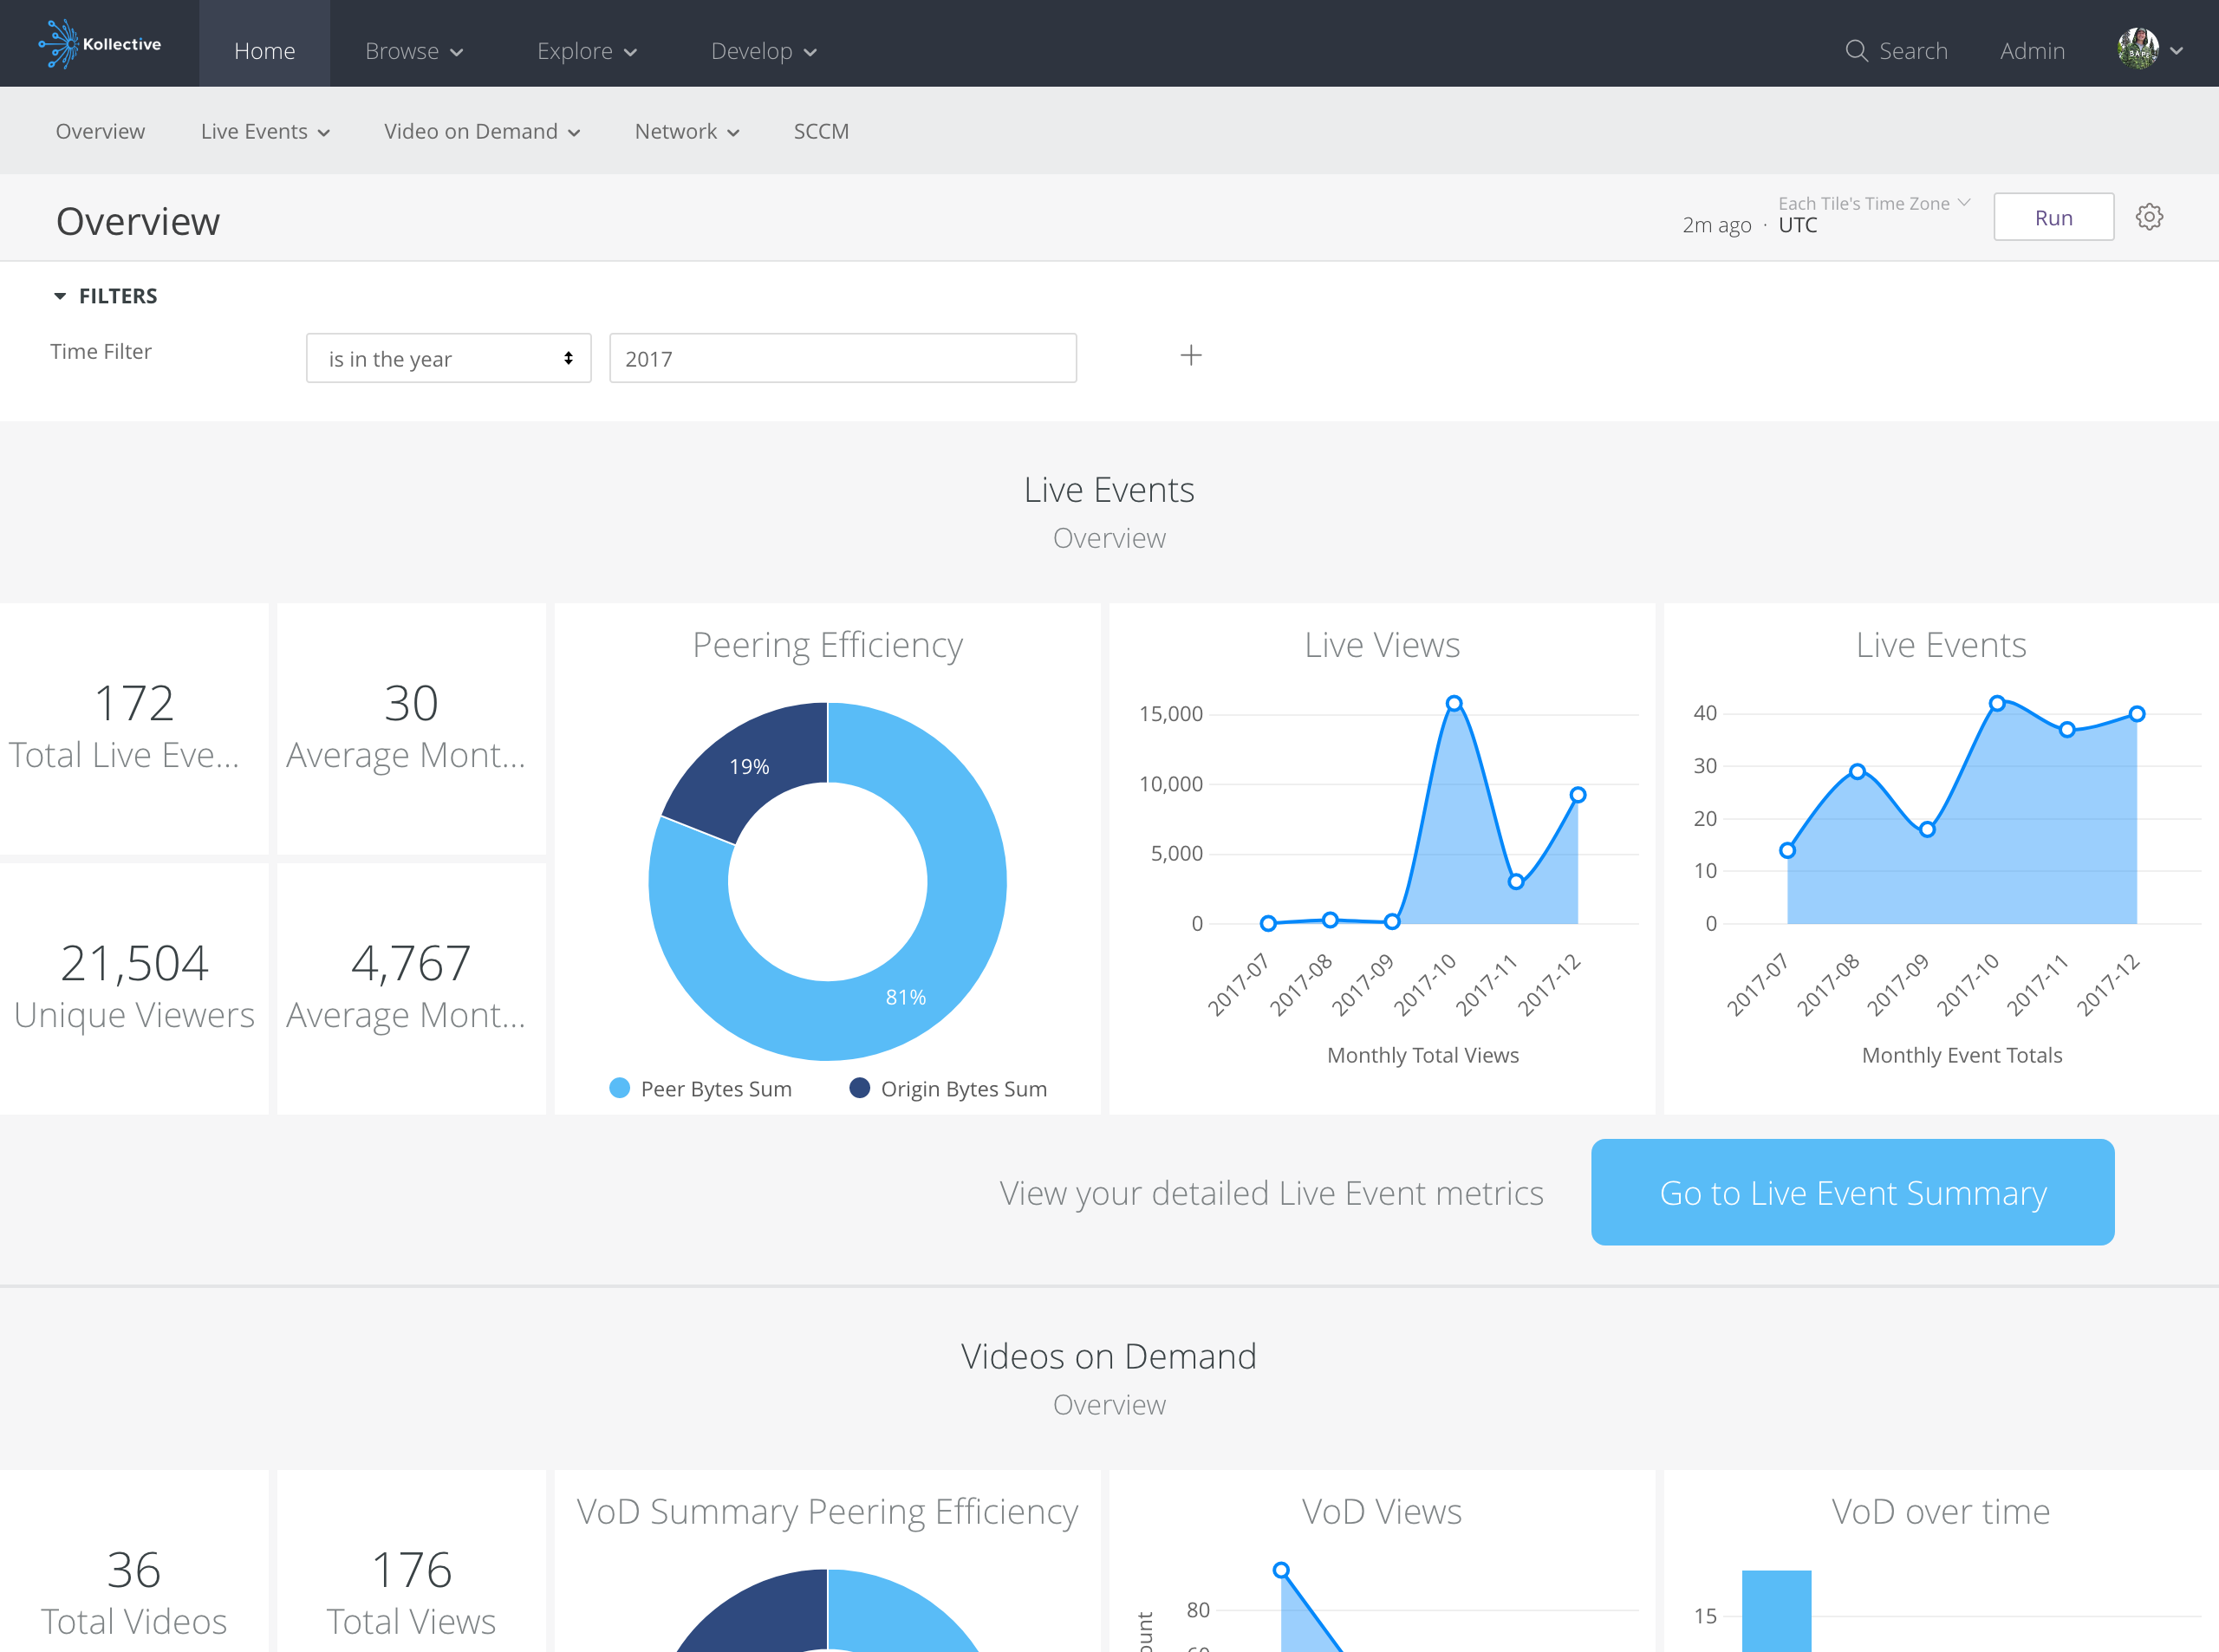 Kollective
Home
Browse
Explore
Develop
Search
Admin
Overview
Live Events
Video on Demand
Network
SCCM
Overview
2m ago ·
Each Tile's Time Zone
UTC
Run
FILTERS
Time Filter
is in the year
2017
Live Events
Overview
172
Total Live Eve...
30
Average Mont...
21,504
Unique Viewers
4,767
Average Mont...
Peering Efficiency
19%
81%
Peer Bytes Sum
Origin Bytes Sum
Live Views
15,000
10,000
5,000
0
2017-07
2017-08
2017-09
2017-10
2017-11
2017-12
Monthly Total Views
Live Events
40
30
20
10
0
2017-07
2017-08
2017-09
2017-10
2017-11
2017-12
Monthly Event Totals
View your detailed Live Event metrics
Go to Live Event Summary
Videos on Demand
Overview
36
Total Videos
176
Total Views
VoD Summary Peering Efficiency
VoD Views
80
VoD over time
15